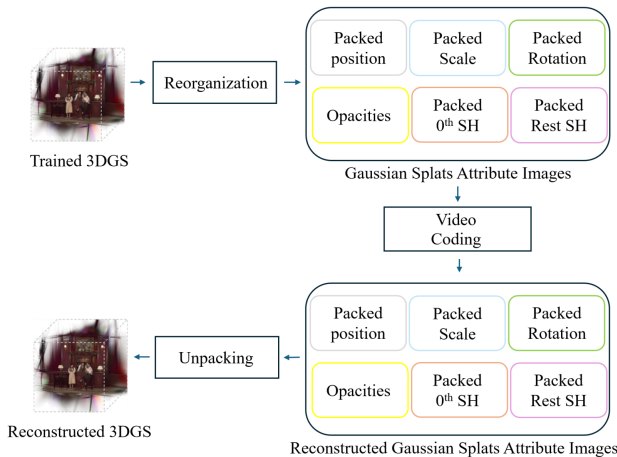 Packed
position
Packed
Scale
Packed
Rotation
Reorganization
Opacities
Packed
0th SH
Packed
Rest SH
Trained 3DGS
Gaussian Splats Attribute Images
Video
Coding
Packed
position
Packed
Scale
Packed
Rotation
Unpacking
Opacities
Packed
0th SH
Packed
Rest SH
Reconstructed 3DGS
Reconstructed Gaussian Splats Attribute Images